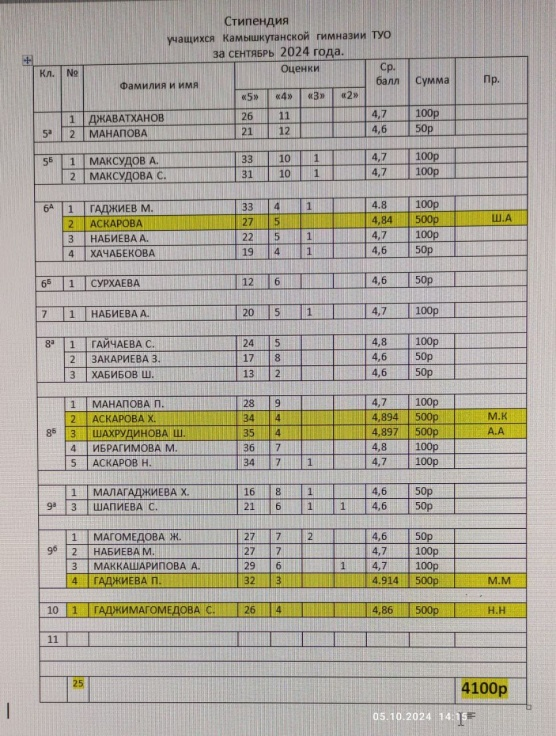 Стипендия
учащихся Камышкутанской гимназии ТУО
за СЕНТЯБРЬ 2024 года.
Кл. № Фамилия и имя Оценки Ср. балл Сумма Пр.
«5» «4» «3» «2»
5ᵃ 1 ДЖАВАТХАНОВ 26 11 4,7 100р
2 МАНАПОВА 21 12 4,6 50р
5ᵇ 1 МАКСУДОВ А. 33 10 1 4,7 100р
2 МАКСУДОВА С. 31 10 1 4,7 100р
6ᴬ 1 ГАДЖИЕВ М. 33 4 1 4.8 100р
2 АСКАРОВА 27 5 4,84 500р Ш.А
3 НАБИЕВА А. 22 5 1 4,7 100р
4 ХАЧАБЕКОВА 19 4 1 4,6 50р
6ᴮ 1 СУРХАЕВА 12 6 4,6 50р
7 1 НАБИЕВА А. 20 5 1 4,7 100р
8ᵃ 1 ГАЙЧАЕВА С. 24 5 4,8 100р
2 ЗАКАРИЕВА З. 17 8 4,6 50р
3 ХАБИБОВ Ш. 13 2 4,6 50р
8ᵇ 1 МАНАПОВА П. 28 9 4,7 100р
2 АСКАРОВА Х. 34 4 4,894 500р М.К
3 ШАХРУДИНОВА Ш. 35 4 4,897 500р А.А
4 ИБРАГИМОВА М. 36 7 4,8 100р
5 АСКАРОВ Н. 34 7 1 4,7 100р
9ᵃ 1 МАЛАГАДЖИЕВА Х. 16 8 1 4,6 50р
3 ШАПИЕВА С. 21 6 1 1 4,6 50р
9ᵇ 1 МАГОМЕДОВА Ж. 27 7 2 4,6 50р
2 НАБИЕВА М. 27 7 4,7 100р
3 МАККАШАРИПОВА А. 29 6 1 4,7 100р
4 ГАДЖИЕВА П. 32 3 4.914 500р М.М
10 1 ГАДЖИМАГОМЕДОВА С. 26 4 4,86 500р Н.Н
11
25 4100р
05.10.2024 14:15